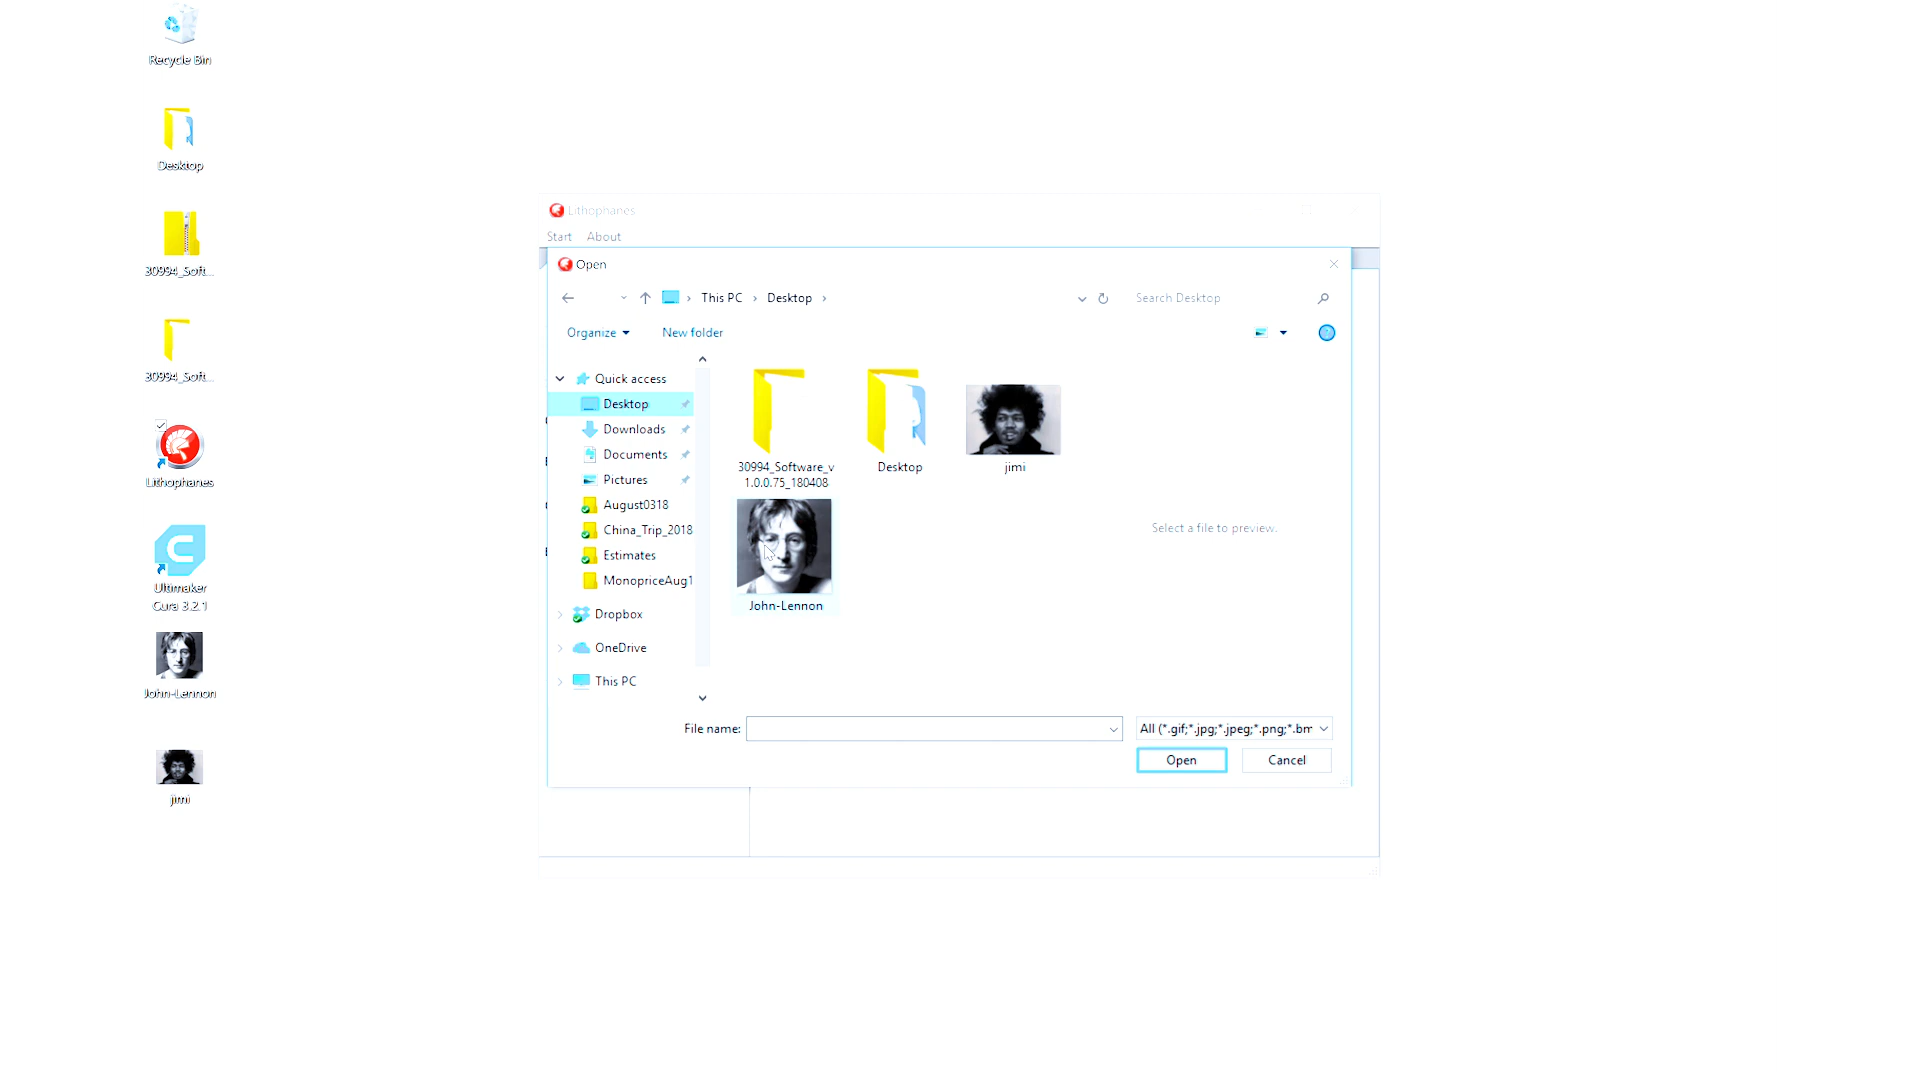 Recycle Bin
Desktop
30994_Soft...
30994_Soft...
Lithophanes
Ultimaker
Cura 3.2.1
John-Lennon
jimi
Lithophanes
Start About
Open
This PC > Desktop >
Search Desktop
Organize
New folder
Quick access
Desktop
Downloads
Documents
Pictures
August0318
China_Trip_2018
Estimates
MonopriceAug1
Dropbox
OneDrive
This PC
30994_Software_v
1.0.0.75_180408
Desktop
jimi
John-Lennon
Select a file to preview.
File name:
All (*.gif;*.jpg;*.jpeg;*.png;*.bm
Open
Cancel